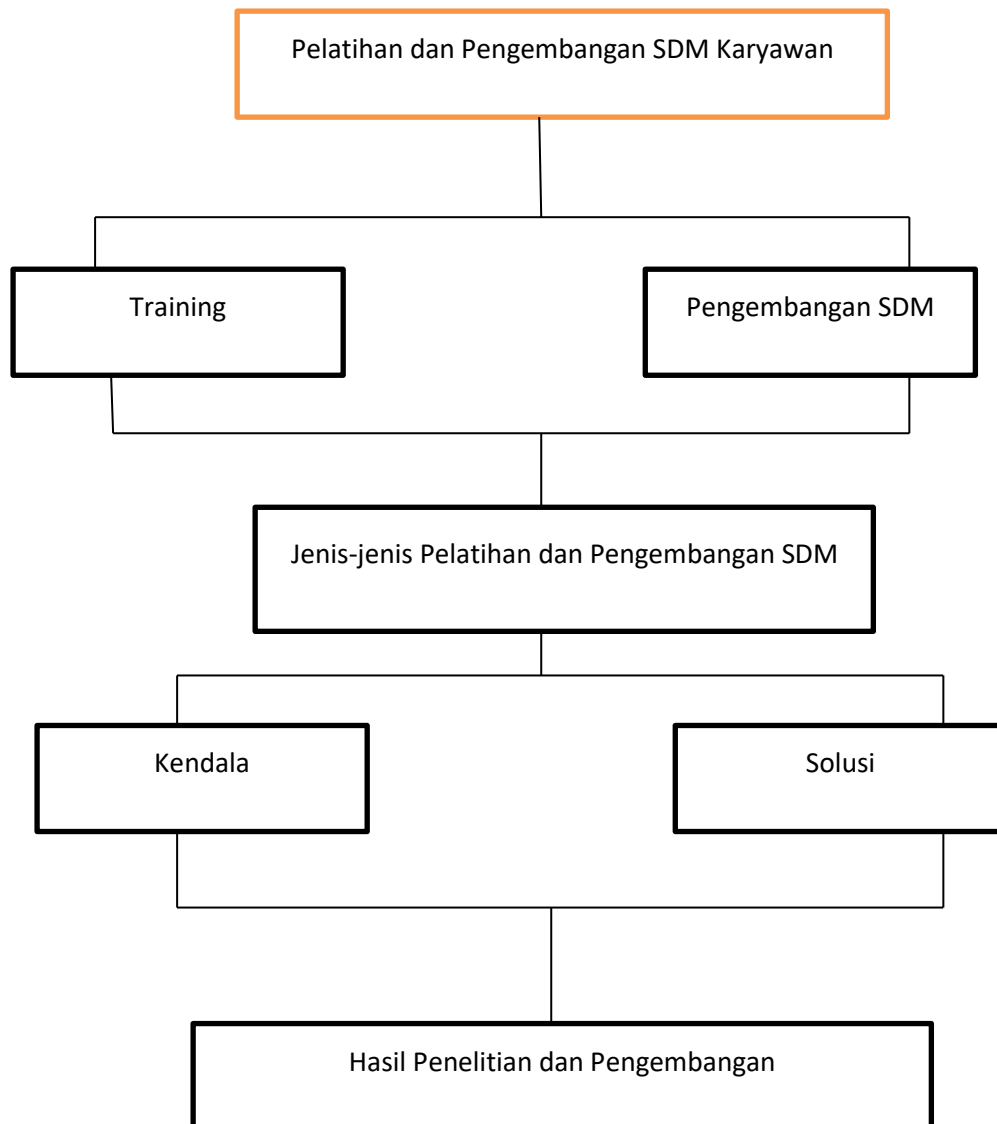 Pelatihan dan Pengembangan SDM Karyawan
Training
Pengembangan SDM
Jenis-jenis Pelatihan dan Pengembangan SDM
Kendala
Solusi
Hasil Penelitian dan Pengembangan